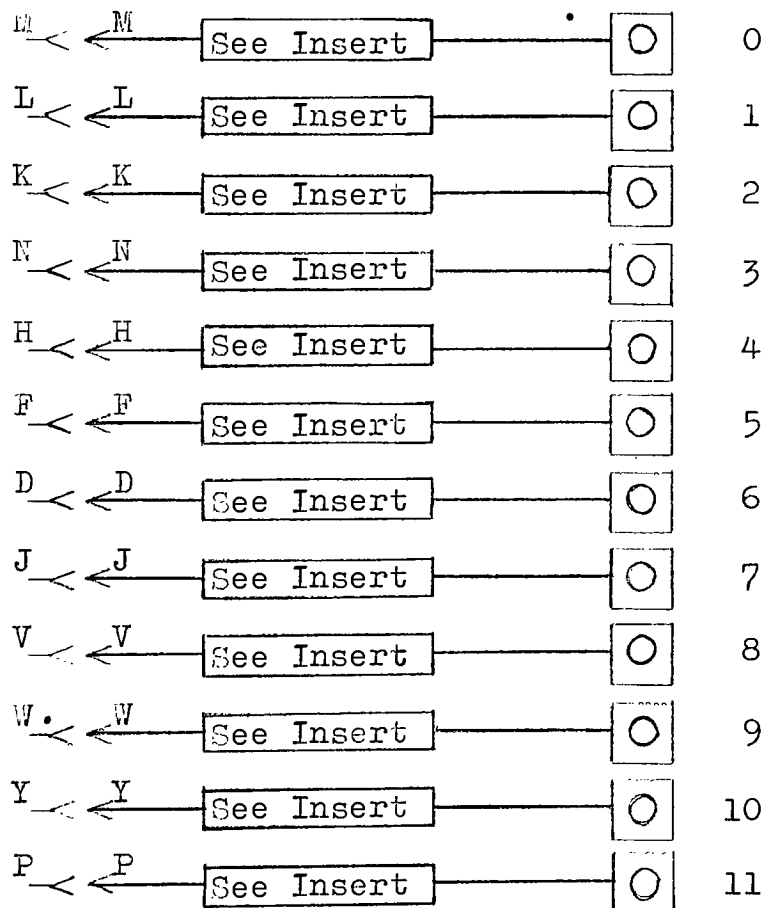 M M See Insert 0
L L See Insert 1
K K See Insert 2
N N See Insert 3
H H See Insert 4
F F See Insert 5
D D See Insert 6
J J See Insert 7
V V See Insert 8
W W See Insert 9
Y Y See Insert 10
P P See Insert 11